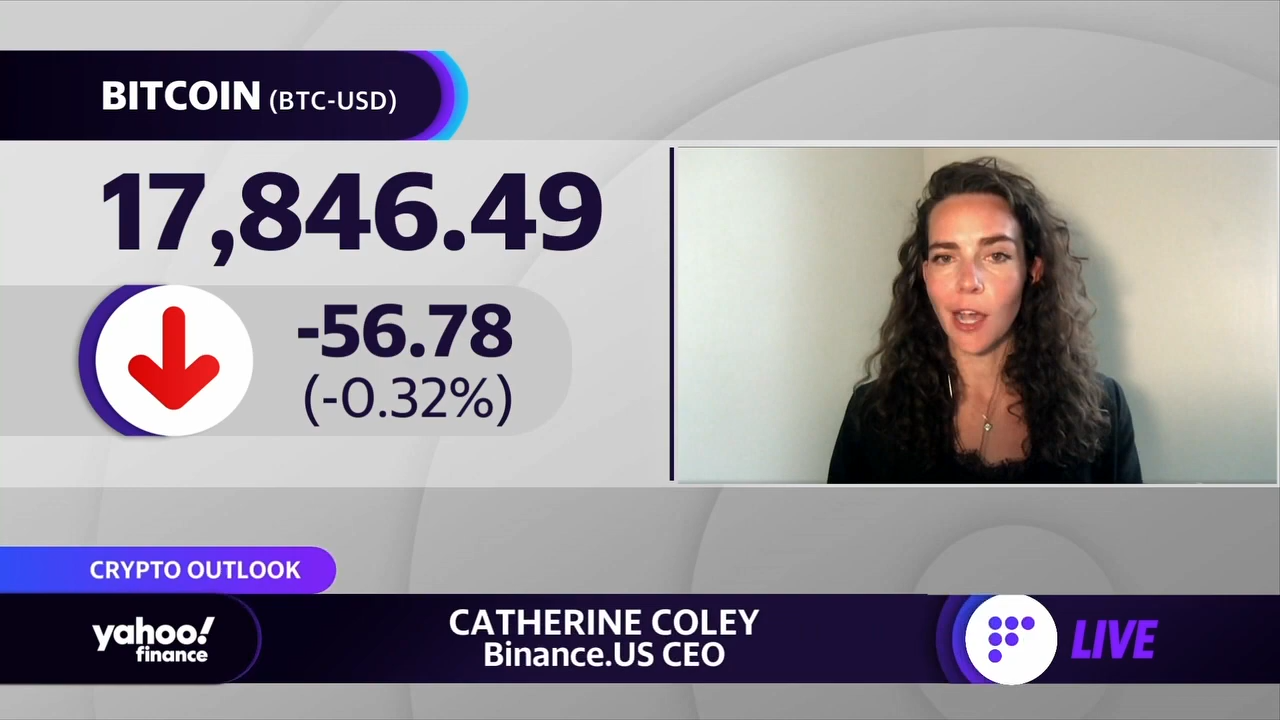 BITCOIN (BTC-USD)
17,846.49
-56.78
(-0.32%)
CRYPTO OUTLOOK
yahoo!
finance
CATHERINE COLEY
Binance.US CEO
LIVE